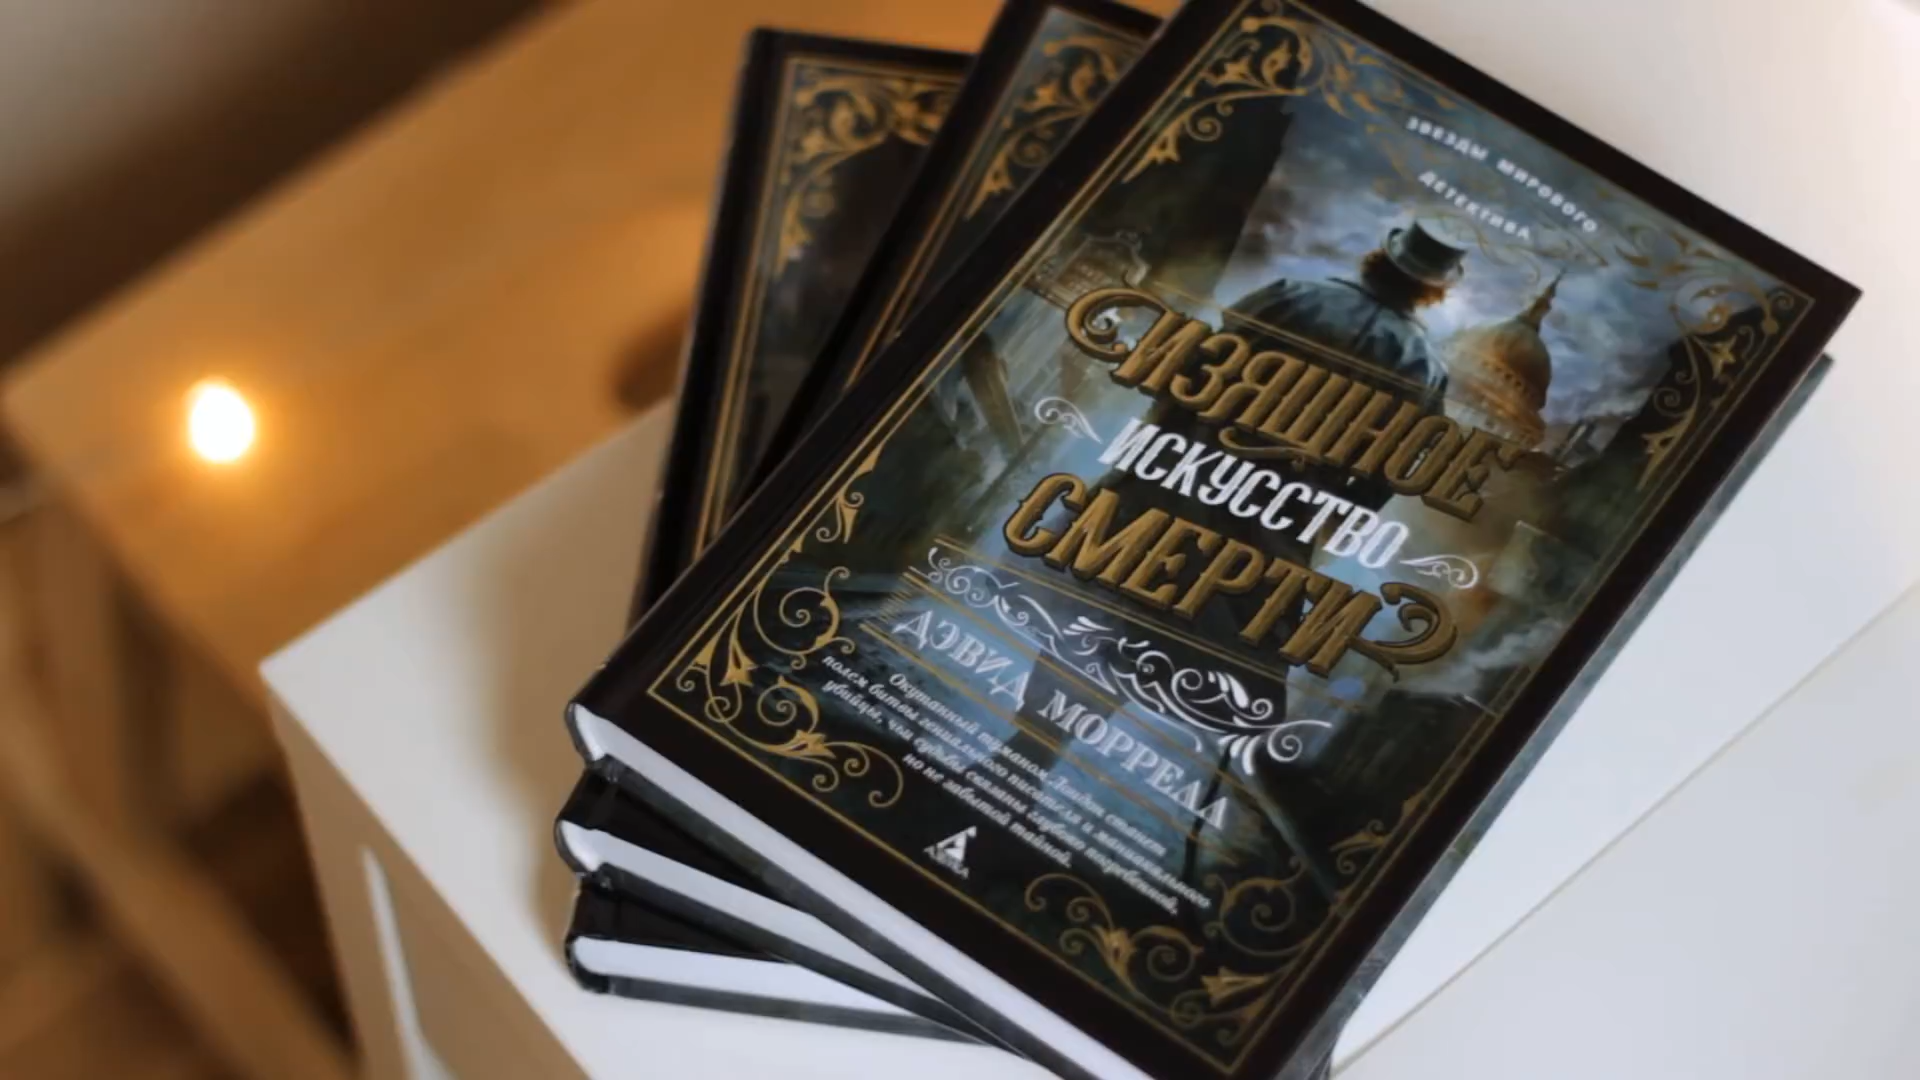 ЗВЕЗДЫ МИРОВОГО
ДЕТЕКТИВА
ИЗЯЩНОЕ
ИСКУССТВО
СМЕРТИ
ДЭВИД МОРРЕЛЛ
Окутанный туманом Лондон станет
полем битвы гениального писателя и маниакального
убийцы, чьи судьбы связаны глубоко погребенной,
но не забытой тайной.
АЗБУКА